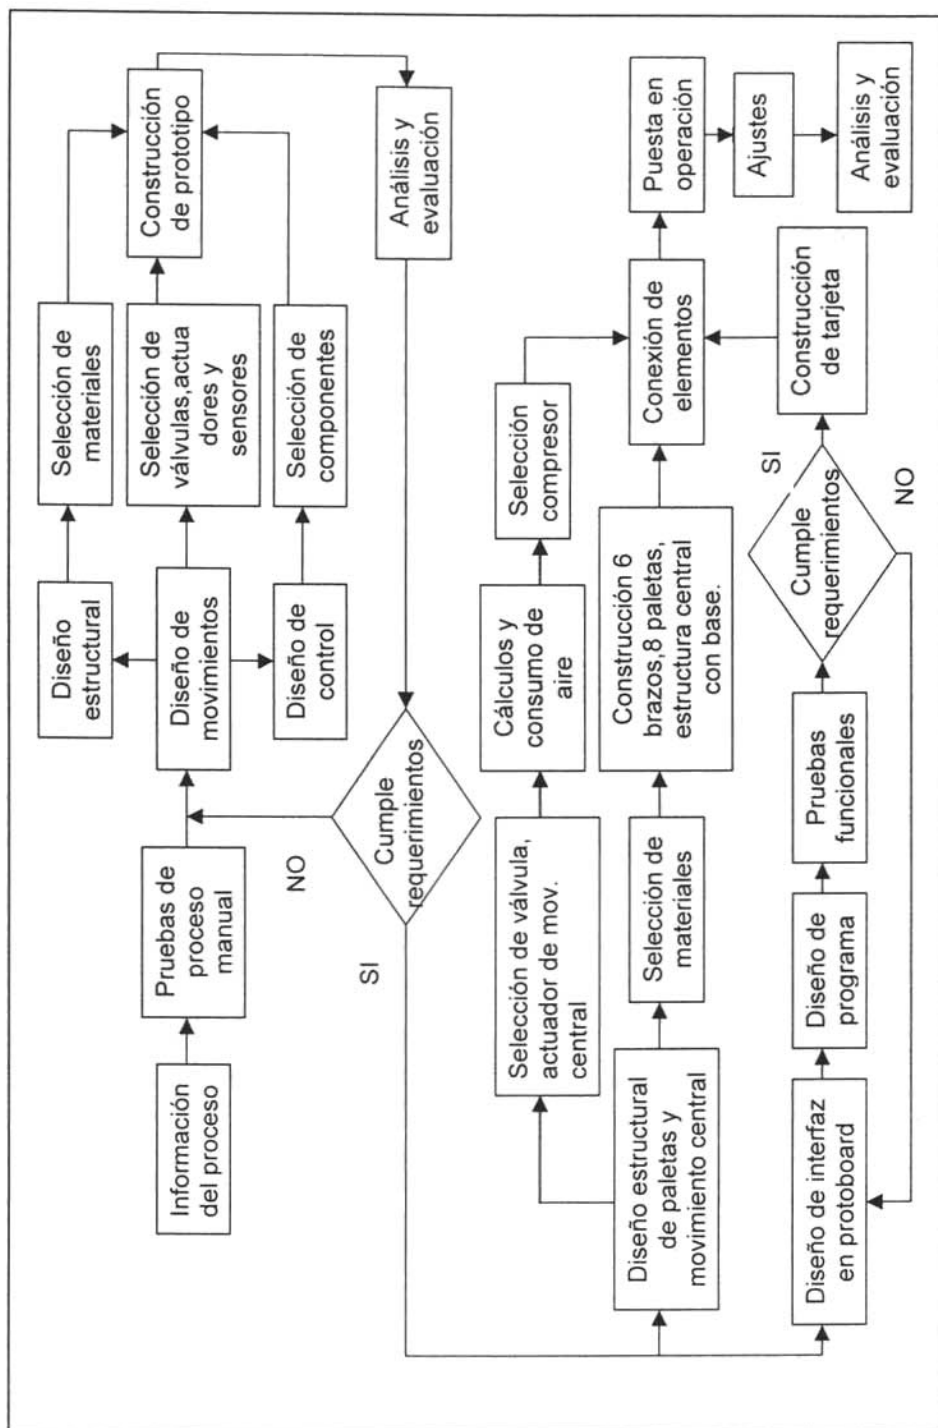 Información
del proceso
Pruebas de
proceso
manual
Diseño
estructural
Diseño de
movimientos
Diseño de
control
Selección de
materiales
Selección de
válvulas,actua
dores y
sensores
Selección de
componentes
Construcción
de prototipo
Análisis y
evaluación
Cumple
requerimientos
NO
SI
Diseño estructural
de paletas y
movimiento central
Selección de válvula,
actuador de mov.
central
Cálculos y
consumo de
aire
Selección
compresor
Selección de
materiales
Construcción 6
brazos,8 paletas,
estructura central
con base.
Conexión de
elementos
Puesta en
operación
Ajustes
Análisis y
evaluación
Diseño de interfaz
en protoboard
Diseño de
programa
Pruebas
funcionales
Cumple
requerimientos
SI
NO
Construcción
de tarjeta